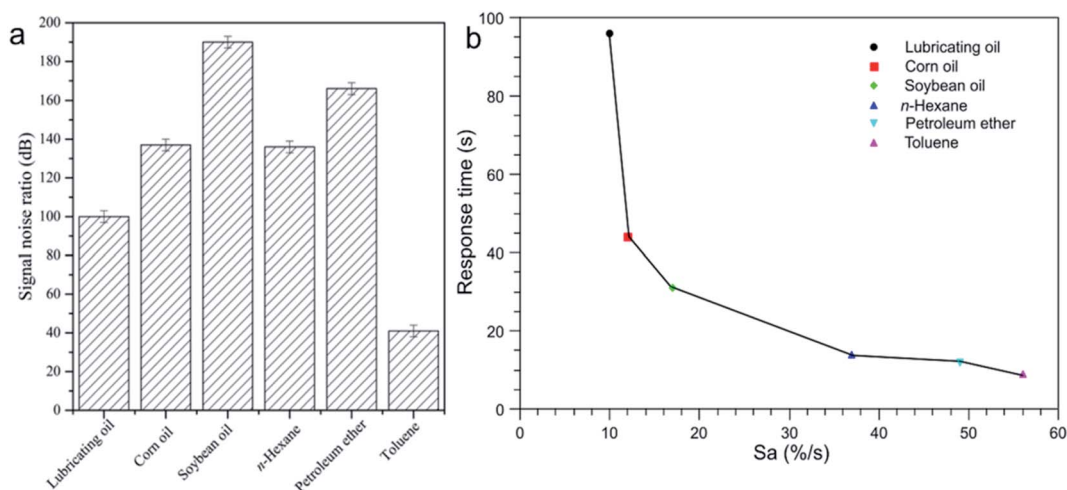 a
Signal noise ratio (dB)
200
180
160
140
120
100
80
60
40
20
0
Lubricating oil
Corn oil
Soybean oil
n-Hexane
Petroleum ether
Toluene
b
Response time (s)
100
80
60
40
20
0
Lubricating oil
Corn oil
Soybean oil
n-Hexane
Petroleum ether
Toluene
0 10 20 30 40 50 60
Sa (%/s)